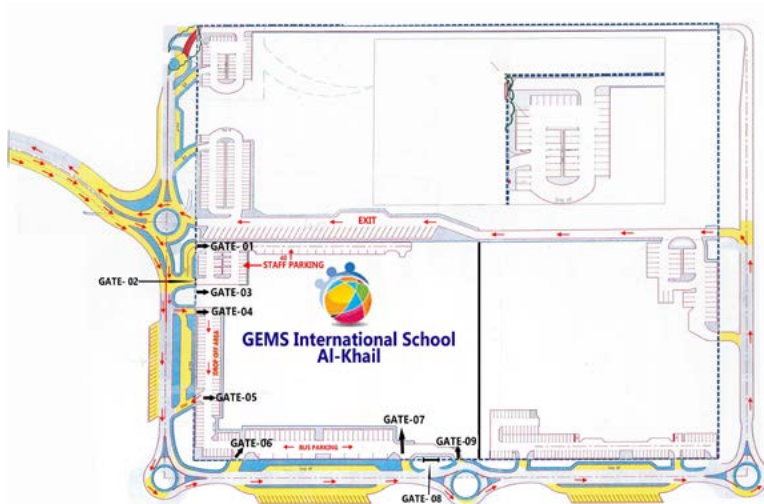 EXIT
GATE- 01
40
STAFF PARKING
GATE- 02
GATE-03
GATE-04
GEMS International School
Al-Khail
DROP OFF AREA
GATE-05
GATE-07
GATE-06
BUS PARKING
GATE-09
GATE- 08